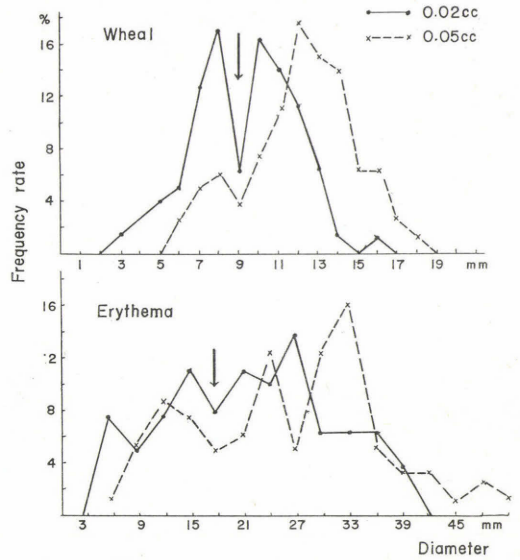 %
Wheal
0.02cc
0.05cc
16
12
8
4
1 3 5 7 9 11 13 15 17 19 mm
Frequency rate
Erythema
16
'2
8
4
3 9 15 21 27 33 39 45 mm
Diameter